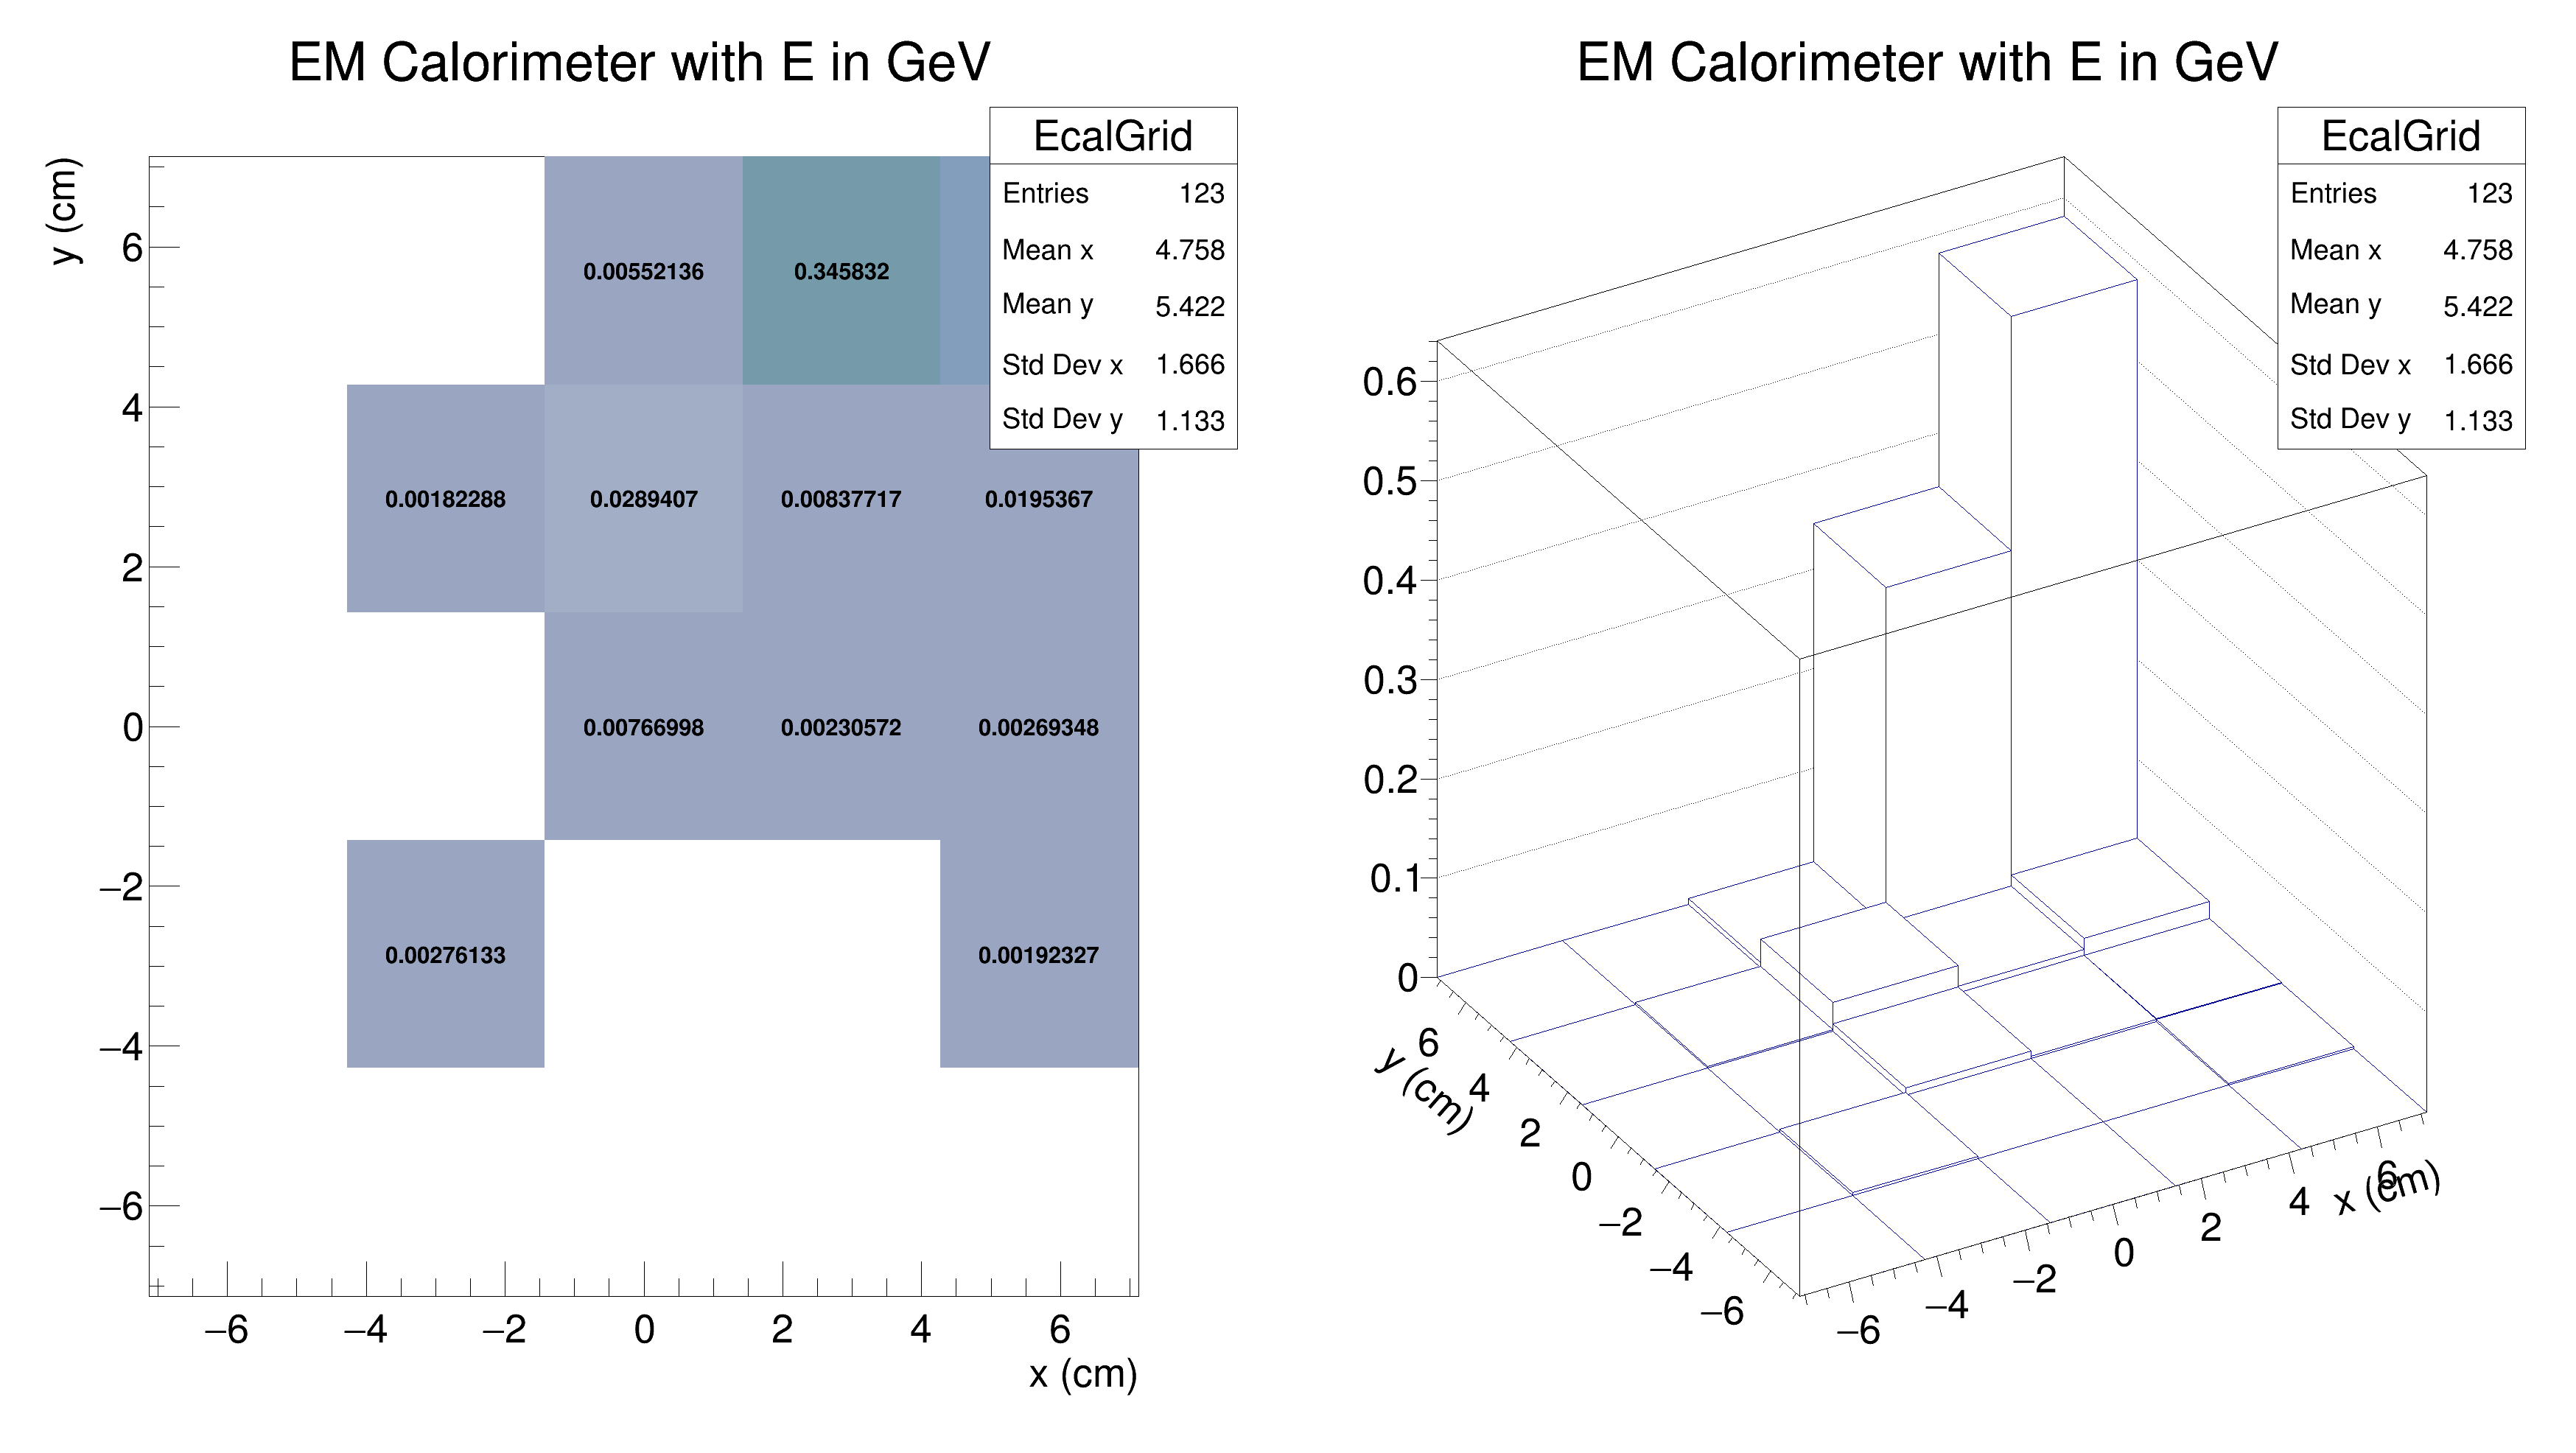 EM Calorimeter with E in GeV
EcalGrid
Entries 123
Mean x 4.758
Mean y 5.422
Std Dev x 1.666
Std Dev y 1.133
y (cm)
6
4
2
0
−2
−4
−6
0.00552136 0.345832
0.00182288 0.0289407 0.00837717 0.0195367
0.00766998 0.00230572 0.00269348
0.00276133 0.00192327
−6 −4 −2 0 2 4 6
x (cm)
EM Calorimeter with E in GeV
EcalGrid
Entries 123
Mean x 4.758
Mean y 5.422
Std Dev x 1.666
Std Dev y 1.133
0.6
0.5
0.4
0.3
0.2
0.1
0
y (cm)
6
4
2
0
−2
−4
−6
−6 −4 −2 0 2 4 6
x (cm)